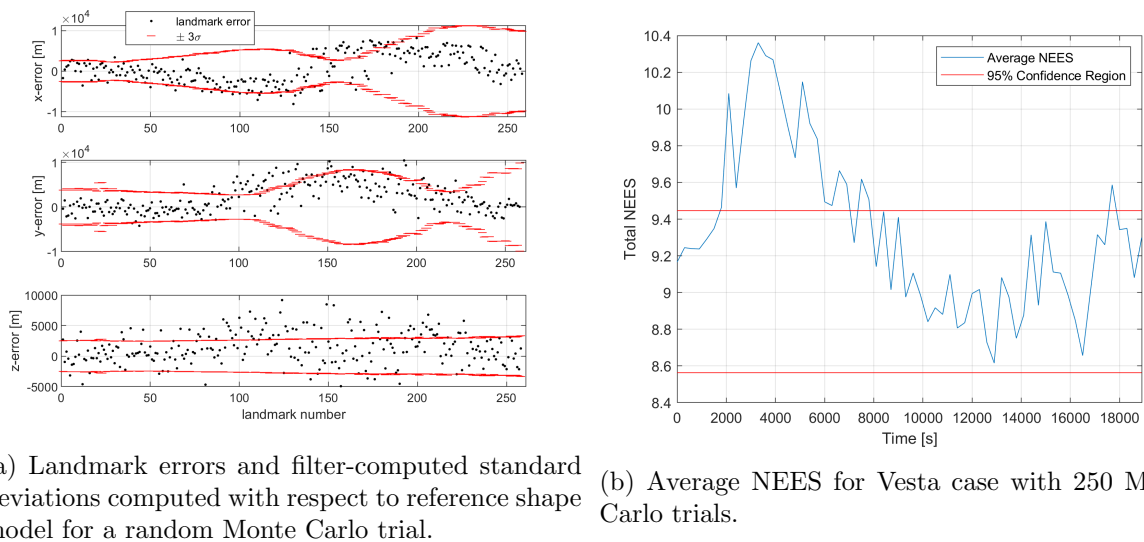 ×10⁴
landmark error
± 3σ
1
0
-1
x-error [m]
0 50 100 150 200 250
×10⁴
1
0
-1
y-error [m]
0 50 100 150 200 250
10000
5000
0
-5000
z-error [m]
0 50 100 150 200 250
landmark number
a) Landmark errors and filter-computed standard
eviations computed with respect to reference shape
nodel for a random Monte Carlo trial.
10.4
10.2
10
9.8
9.6
9.4
9.2
9
8.8
8.6
8.4
Total NEES
Average NEES
95% Confidence Region
0 2000 4000 6000 8000 10000 12000 14000 16000 18000
Time [s]
(b) Average NEES for Vesta case with 250 M
Carlo trials.